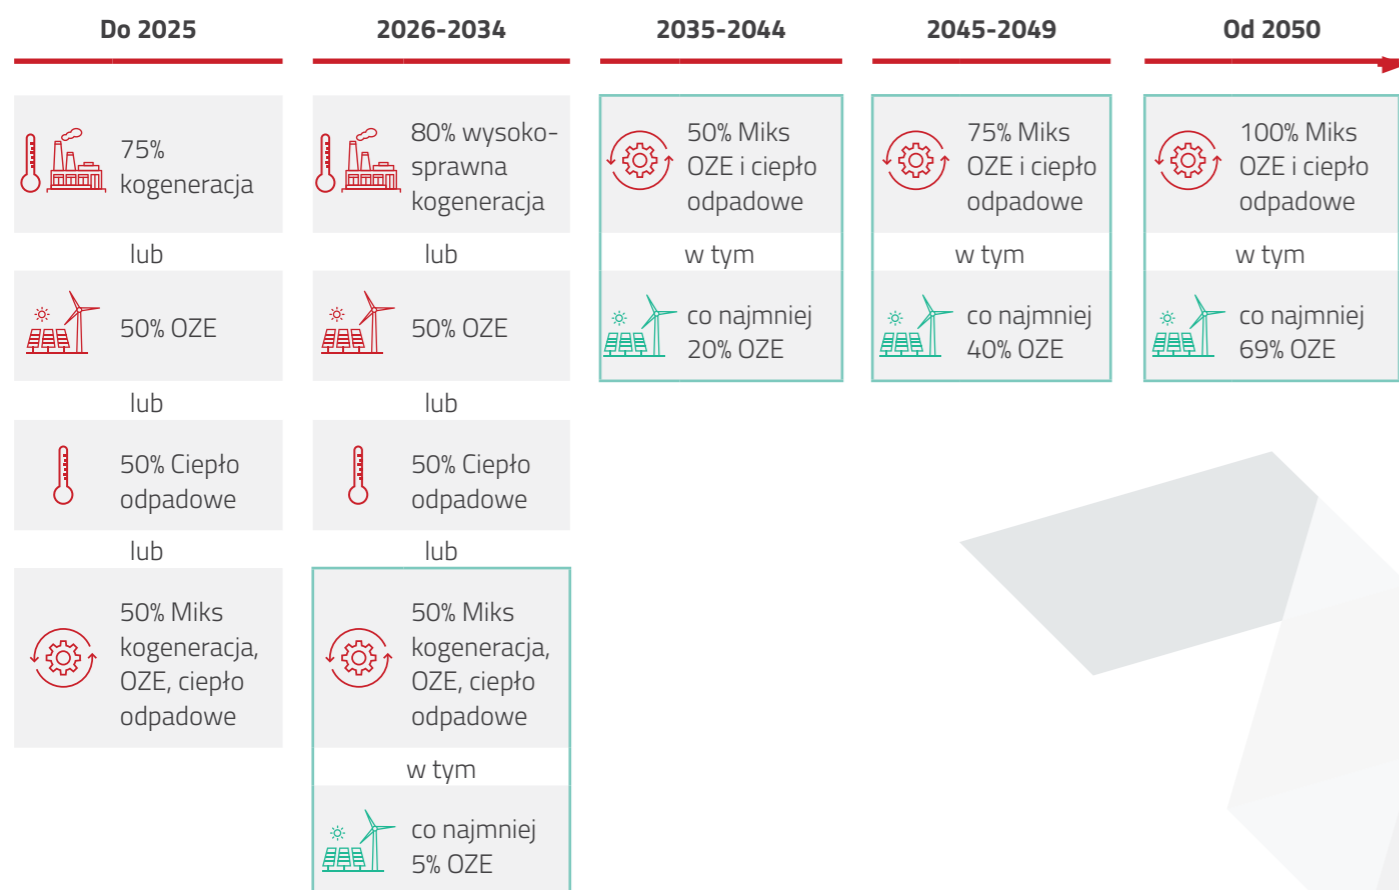 Do 2025
75%
kogeneracja
lub
50% OZE
lub
50% Ciepło
odpadowe
lub
50% Miks
kogeneracja,
OZE, ciepło
odpadowe
2026-2034
80% wysoko-
sprawna
kogeneracja
lub
50% OZE
lub
50% Ciepło
odpadowe
lub
50% Miks
kogeneracja,
OZE, ciepło
odpadowe
w tym
co najmniej
5% OZE
2035-2044
50% Miks
OZE i ciepło
odpadowe
w tym
co najmniej
20% OZE
2045-2049
75% Miks
OZE i ciepło
odpadowe
w tym
co najmniej
40% OZE
Od 2050
100% Miks
OZE i ciepło
odpadowe
w tym
co najmniej
69% OZE